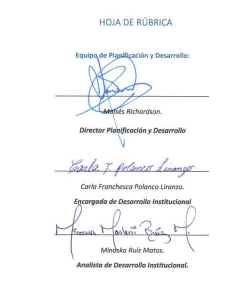 HOJA DE RÚBRICA
Equipo de Planificación y Desarrollo:
Moisés Richardson.
Director Planificación y Desarrollo
Carla T. Polanco Liranzo
Carla Franchesca Polanco Liranzo.
Encargada de Desarrollo Institucional
Ruiz M.
Minoska Ruíz Matos.
Analista de Desarrollo Institucional.